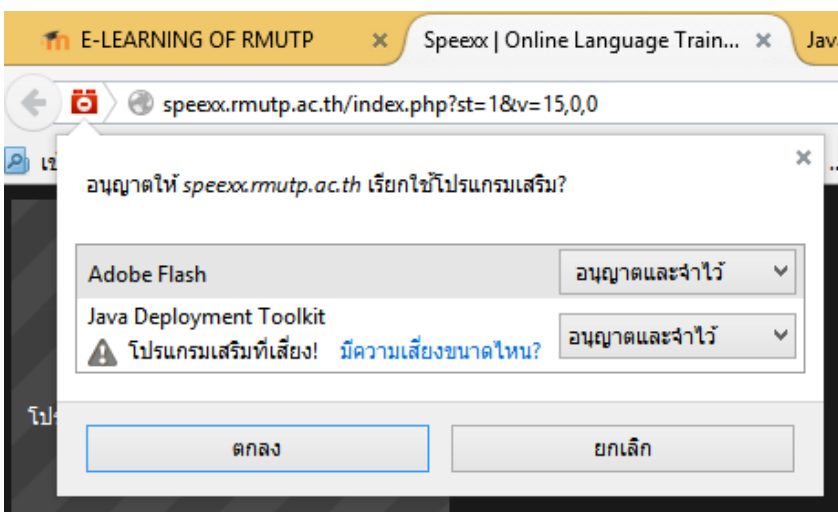 E-LEARNING OF RMUTP
Speexx | Online Language Train...
speexx.rmutp.ac.th/index.php?st=1&v=15,0,0
อนุญาตให้ speexx.rmutp.ac.th เรียกใช้โปรแกรมเสริม?
Adobe Flash
อนุญาตและจำไว้
Java Deployment Toolkit
โปรแกรมเสริมที่เสี่ยง! มีความเสี่ยงขนาดไหน?
อนุญาตและจำไว้
ตกลง
ยกเลิก